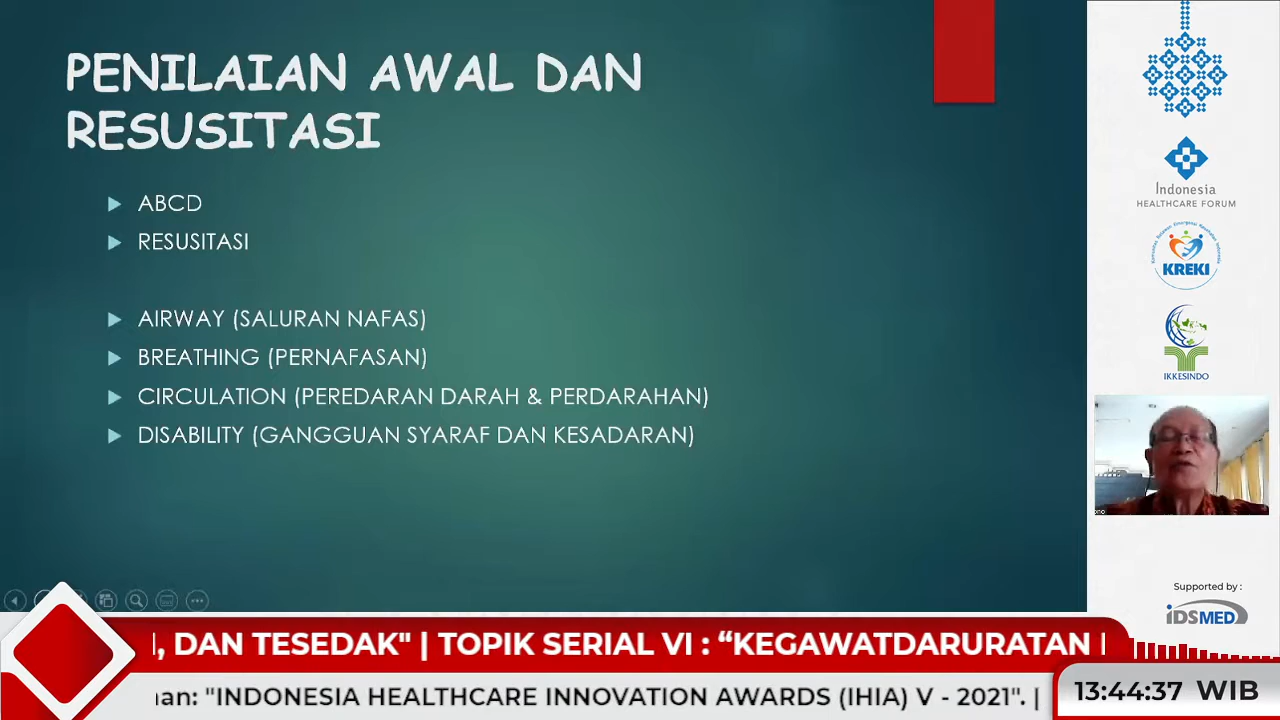 PENILAIAN AWAL DAN
RESUSITASI
ABCD
RESUSITASI
AIRWAY (SALURAN NAFAS)
BREATHING (PERNAFASAN)
CIRCULATION (PEREDARAN DARAH & PERDARAHAN)
DISABILITY (GANGGUAN SYARAF DAN KESADARAN)
Indonesia
HEALTHCARE FORUM
KREKI
IKKESINDO
Supported by :
iDSMED
, DAN TESEDAK" | TOPIK SERIAL VI : “KEGAWATDARURATAN
"INDONESIA HEALTHCARE INNOVATION AWARDS (IHIA) V - 2021". |
13:44:37 WIB